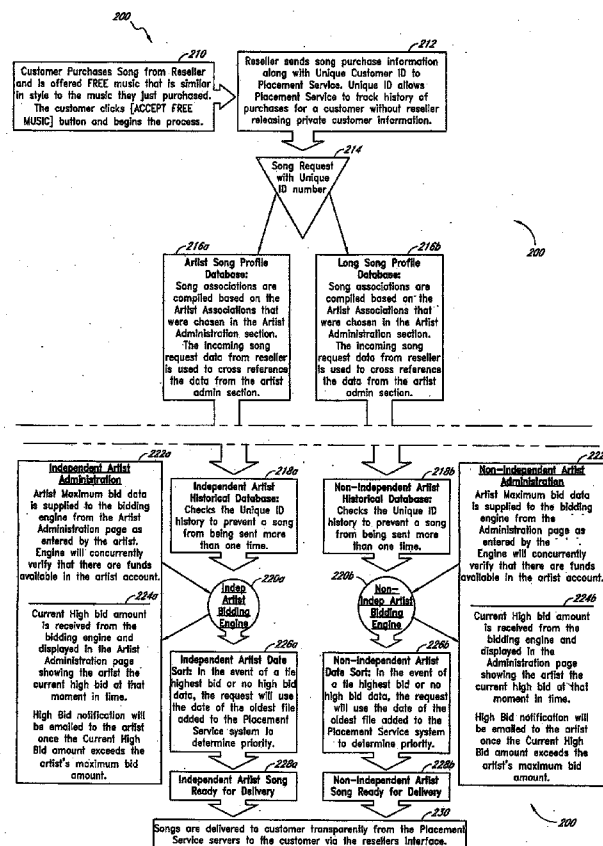 200
210
Customer Purchases Song from Reseller
and is offered FREE music that is similar
in style to the music they just purchased.
The customer clicks [ACCEPT FREE
MUSIC] button and begins the process.
212
Reseller sends song purchase information
along with Unique Customer ID to
Placement Service. Unique ID allows
Placement Service to track history of
purchases for a customer without reseller
releasing private customer information.
214
Song Request
with Unique
ID number
200
216a
Artist Song Profile
Database:
Song associations are
compiled based on the
Artist Associations that
were chosen in the Artist
Administration section.
The incoming song
request data from reseller
is used to cross reference
the data from the artist
admin section.
216b
Long Song Profile
Database:
Song associations are
compiled based on the
Artist Associations that
were chosen in the Artist
Administration section.
The incoming song
request data from reseller
is used to cross reference
the data from the artist
admin section.
222a
Independent Artist
Administration
Artist Maximum bid data
is supplied to the bidding
engine from the Artist
Administration page as
entered by the artist.
Engine will concurrently
verify that there are funds
available in the artist account.
224a
Current High bid amount
is received from the
bidding engine and
displayed in the Artist
Administration page
showing the artist the
current high bid at that
moment in time.
High Bid notification will
be emailed to the artist
once the Current High
Bid amount exceeds the
artist's maximum bid
amount.
218a
Independent Artist
Historical Database:
Checks the Unique ID
history to prevent a song
from being sent more
than one time.
220a
Indep
Artist
Bidding
Engine
226a
Independent Artist Date
Sort: In the event of a tie
highest bid or no high bid
data, the request will use
the date of the oldest file
added to the Placement
Service system to
determine priority.
228a
Independent Artist Song
Ready for Delivery
218b
Non-Independent Artist
Historical Database:
Checks the Unique ID
history to prevent a song
from being sent more
than one time.
220b
Non-
Indep Artist
Bidding
Engine
226b
Non-Independent Artist
Date Sort: In the event of
a tie highest bid or no
high bid data, the request
will use the date of the
oldest file added to the
Placement Service system
to determine priority.
228b
Non-Independent Artist
Song Ready for Delivery
222
Non-Independent Artist
Administration
Artist Maximum bid data
is supplied to the bidding
engine from the
Administration page as
entered by the
Engine will concurrently
verify that there are funds
available in the artist account.
224b
Current High bid amount
is received from the
bidding engine and
displayed in the
Administration page
showing the artist the
current high bid at that
moment in time.
High Bid notification will
be emailed to the artist
once the Current High
Bid amount exceeds the
artist's maximum bid
amount.
200
230
Songs are delivered to customer transparently from the Placement
Service servers to the customer via the resellers interface.